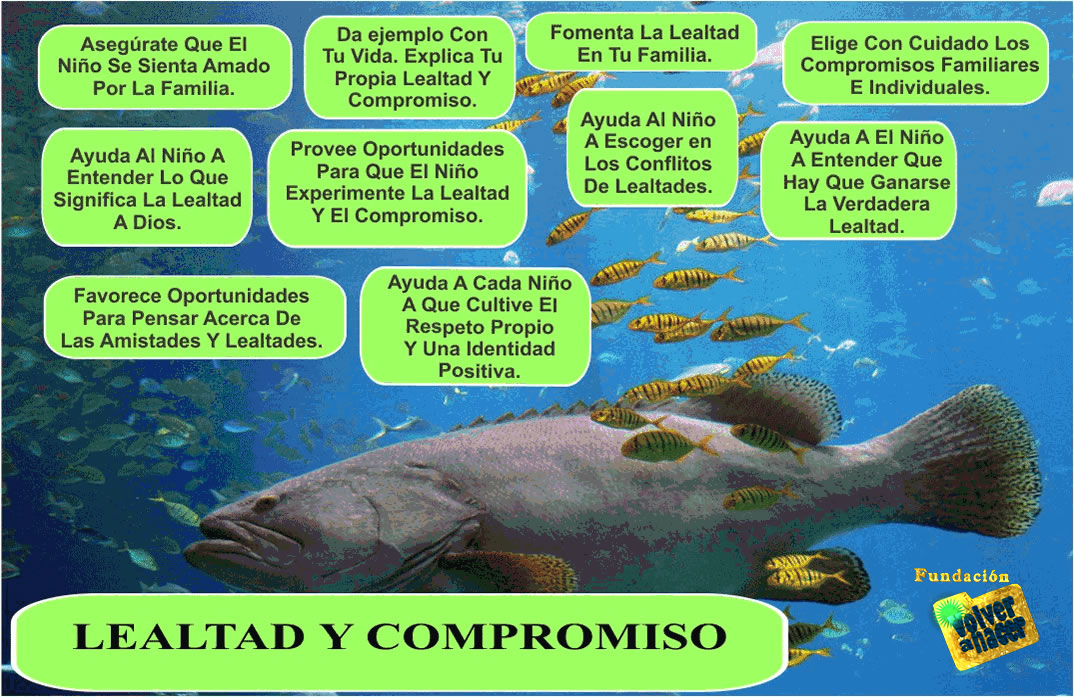 Asegúrate Que El
Niño Se Sienta Amado
Por La Familia.
Da ejemplo Con
Tu Vida. Explica Tu
Propia Lealtad Y
Compromiso.
Fomenta La Lealtad
En Tu Familia.
Elige Con Cuidado Los
Compromisos Familiares
E Individuales.
Ayuda Al Niño A
Entender Lo Que
Significa La Lealtad
A Dios.
Provee Oportunidades
Para Que El Niño
Experimente La Lealtad
Y El Compromiso.
Ayuda Al Niño
A Escoger en
Los Conflitos
De Lealtades.
Ayuda A El Niño
A Entender Que
Hay Que Ganarse
La Verdadera
Lealtad.
Favorece Oportunidades
Para Pensar Acerca De
Las Amistades Y Lealtades.
Ayuda A Cada Niño
A Que Cultive El
Respeto Propio
Y Una Identidad
Positiva.
LEALTAD Y COMPROMISO
Fundación
volver
a nacer